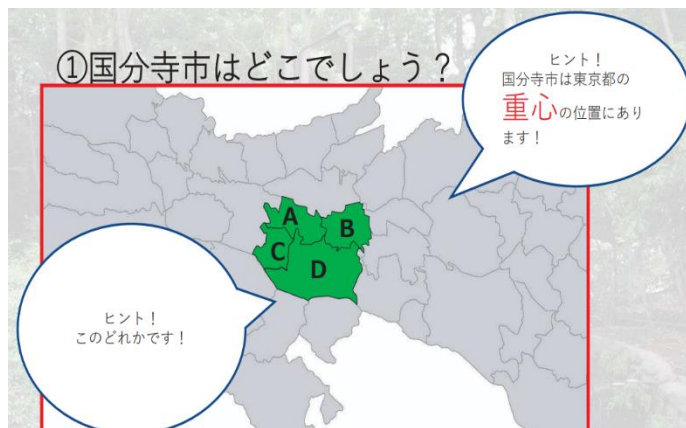 ①国分寺市はどこでしょう？
ヒント！
国分寺市は東京都の
重心の位置にあり
ます！
A
B
C
D
ヒント！
このどれかです！